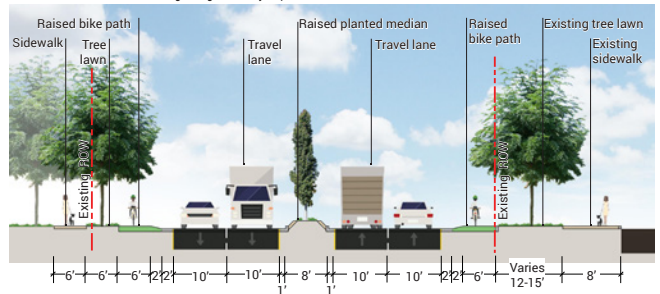 Raised bike path
Sidewalk
Tree
lawn
Travel
lane
Raised planted median
Travel lane
Raised
bike path
Existing tree lawn
Existing
sidewalk
Existing ROW
Existing ROW
6' 6' 6' 2' 2' 10' 10' 1' 8' 1' 10' 10' 2' 2' 6' Varies
12-15' 8'